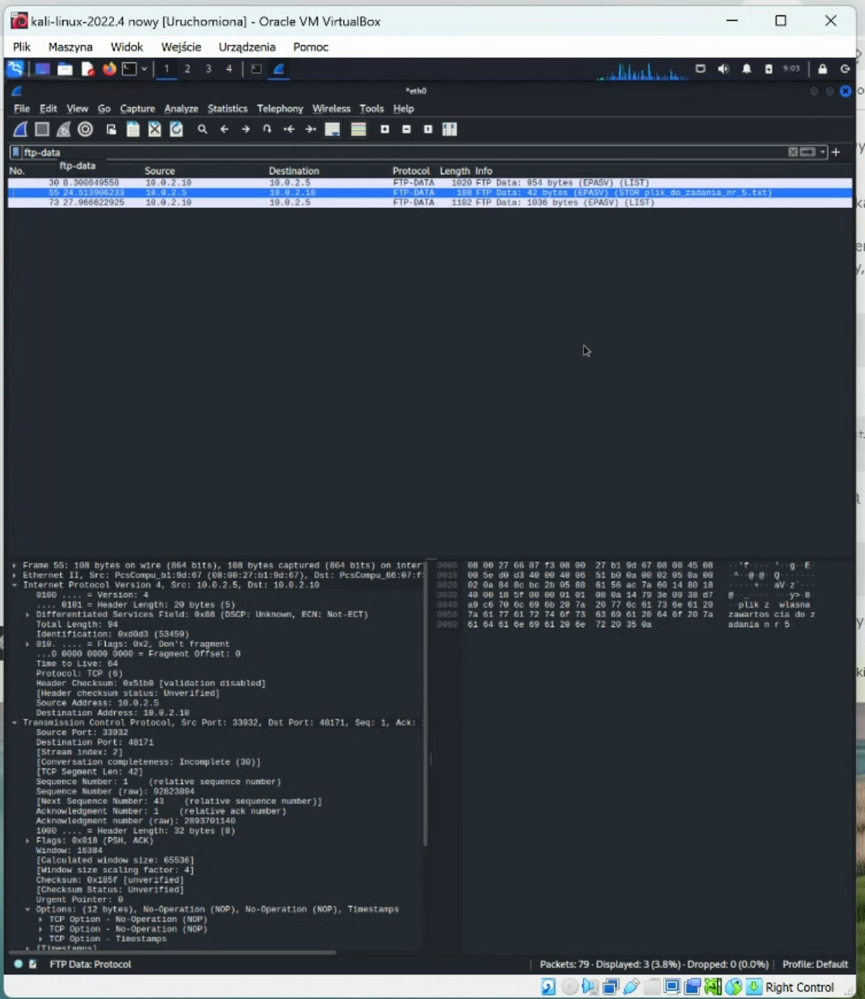 kali-linux-2022.4 nowy [Uruchomiona] - Oracle VM VirtualBox
Plik Maszyna Widok Wejście Urządzenia Pomoc
1 2 3 4 9:03
*eth0
File Edit View Go Capture Analyze Statistics Telephony Wireless Tools Help
ftp-data
ftp-data
No. Source Destination Protocol Length Info
30 8.300849558 10.0.2.10 10.0.2.5 FTP-DATA 1020 FTP Data: 954 bytes (EPASV) (LIST)
55 24.513906233 10.0.2.5 10.0.2.10 FTP-DATA 108 FTP Data: 42 bytes (EPASV) (STOR plik_do_zadania_nr_5.txt)
73 27.966622925 10.0.2.10 10.0.2.5 FTP-DATA 1102 FTP Data: 1036 bytes (EPASV) (LIST)
Frame 55: 108 bytes on wire (864 bits), 108 bytes captured (864 bits) on inter
Ethernet II, Src: PcsCompu_b1:9d:67 (08:00:27:b1:9d:67), Dst: PcsCompu_66:07:f
Internet Protocol Version 4, Src: 10.0.2.5, Dst: 10.0.2.10
0100 .... = Version: 4
.... 0101 = Header Length: 20 bytes (5)
Differentiated Services Field: 0x08 (DSCP: Unknown, ECN: Not-ECT)
Total Length: 94
Identification: 0xd0d3 (53459)
010. .... = Flags: 0x2, Don't fragment
...0 0000 0000 0000 = Fragment Offset: 0
Time to Live: 64
Protocol: TCP (6)
Header Checksum: 0x51b0 [validation disabled]
[Header checksum status: Unverified]
Source Address: 10.0.2.5
Destination Address: 10.0.2.10
Transmission Control Protocol, Src Port: 33932, Dst Port: 48171, Seq: 1, Ack:
Source Port: 33932
Destination Port: 48171
[Stream index: 2]
[Conversation completeness: Incomplete (30)]
[TCP Segment Len: 42]
Sequence Number: 1 (relative sequence number)
Sequence Number (raw): 92823894
[Next Sequence Number: 43 (relative sequence number)]
Acknowledgment Number: 1 (relative ack number)
Acknowledgment number (raw): 2893701140
1000 .... = Header Length: 32 bytes (8)
Flags: 0x018 (PSH, ACK)
Window: 16384
[Calculated window size: 65536]
[Window size scaling factor: 4]
Checksum: 0x185f [unverified]
[Checksum Status: Unverified]
Urgent Pointer: 0
Options: (12 bytes), No-Operation (NOP), No-Operation (NOP), Timestamps
TCP Option - No-Operation (NOP)
TCP Option - No-Operation (NOP)
TCP Option - Timestamps
[Timestamps]
0000 08 00 27 66 07 f3 08 00 27 b1 9d 67 08 00 45 08 ··'f···· '··g··E·
0010 00 5e d0 d3 40 00 40 06 51 b0 0a 00 02 05 0a 00 ·^··@·@· Q·······
0020 02 0a 84 8c bc 2b 05 88 61 56 ac 7a 60 14 80 18 ·····+·· aV·z`···
0030 40 00 18 5f 00 00 01 01 08 0a 14 79 3e 09 38 d7 @··_···· ···y>·8·
0040 a9 c6 70 6c 69 6b 20 7a 20 77 6c 61 73 6e 61 20 ··plik z wlasna
0050 7a 61 77 61 72 74 6f 73 63 69 61 20 64 6f 20 7a zawartos cia do z
0060 61 64 61 6e 69 61 20 6e 72 20 35 0a adania n r 5·
FTP Data: Protocol
Packets: 79 · Displayed: 3 (3.8%) · Dropped: 0 (0.0%) Profile: Default
Right Control